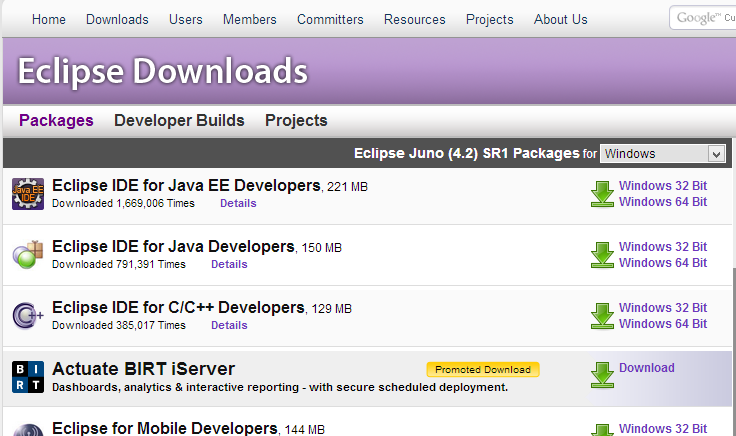 Home Downloads Users Members Committers Resources Projects About Us Google™ Cu
Eclipse Downloads
Packages Developer Builds Projects
Eclipse Juno (4.2) SR1 Packages for Windows
Java EE
IDE
Eclipse IDE for Java EE Developers, 221 MB
Downloaded 1,669,006 Times Details
Windows 32 Bit
Windows 64 Bit
Eclipse IDE for Java Developers, 150 MB
Downloaded 791,391 Times Details
Windows 32 Bit
Windows 64 Bit
C++
Eclipse IDE for C/C++ Developers, 129 MB
Downloaded 385,017 Times Details
Windows 32 Bit
Windows 64 Bit
B I
R T
Actuate BIRT iServer Promoted Download Download
Dashboards, analytics & interactive reporting - with secure scheduled deployment.
Eclipse for Mobile Developers, 144 MB Windows 32 Bit